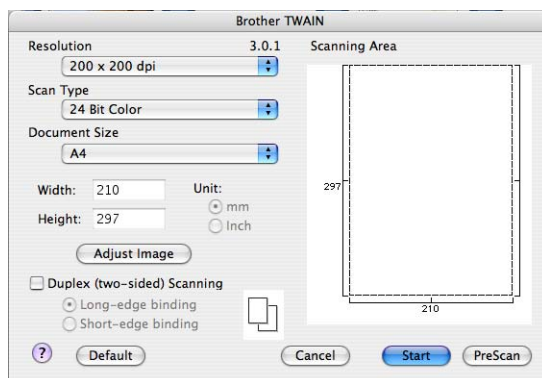 Brother TWAIN
Resolution 3.0.1
200 x 200 dpi
Scan Type
24 Bit Color
Document Size
A4
Width: 210
Height: 297
Unit:
mm
Inch
Adjust Image
Duplex (two-sided) Scanning
Long-edge binding
Short-edge binding
Scanning Area
297
210
? Default Cancel Start PreScan